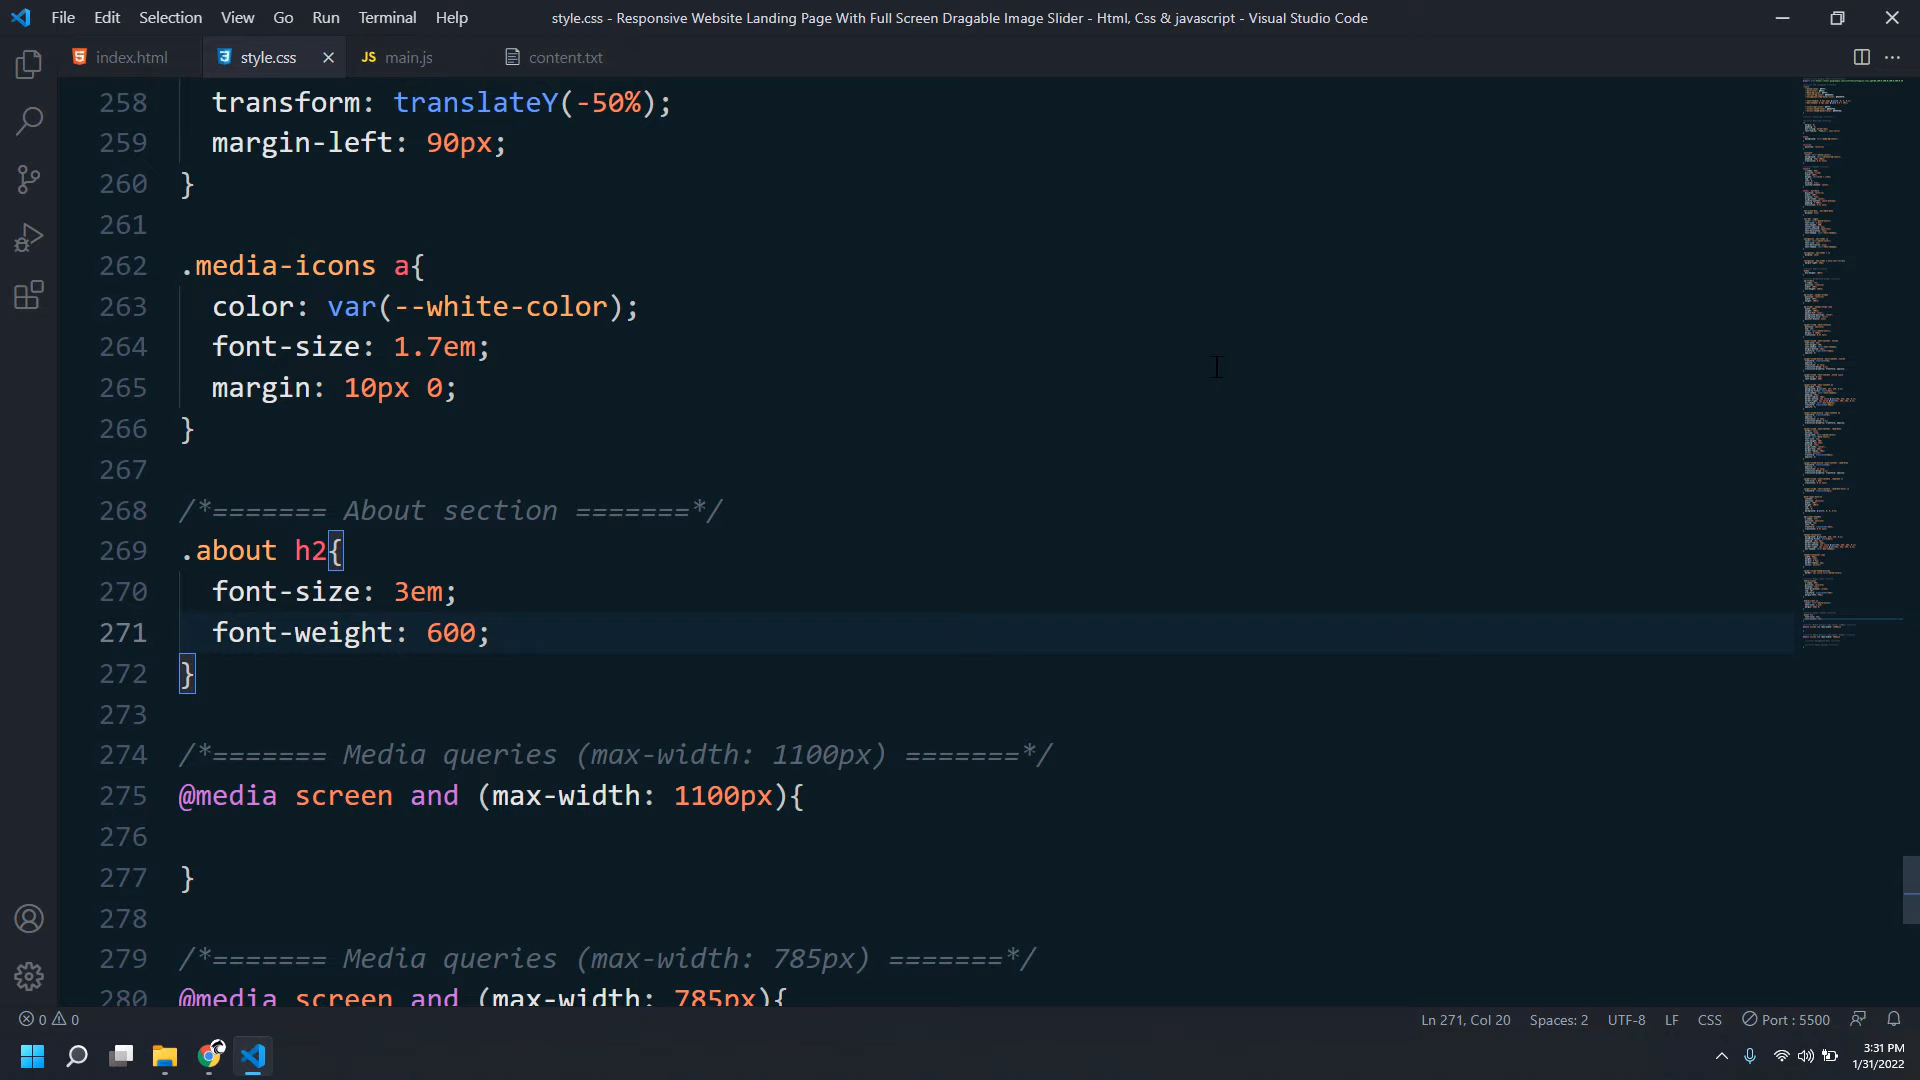 File Edit Selection View Go Run Terminal Help
style.css - Responsive Website Landing Page With Full Screen Dragable Image Slider - Html, Css & javascript - Visual Studio Code
index.html
style.css
JS main.js
content.txt
258 transform: translateY(-50%);
259 margin-left: 90px;
260 }
261
262 .media-icons a{
263 color: var(--white-color);
264 font-size: 1.7em;
265 margin: 10px 0;
266 }
267
268 /*======= About section =======*/
269 .about h2{
270 font-size: 3em;
271 font-weight: 600;
272 }
273
274 /*======= Media queries (max-width: 1100px) =======*/
275 @media screen and (max-width: 1100px){
276
277 }
278
279 /*======= Media queries (max-width: 785px) =======*/
280 @media screen and (max-width: 785px){
0 0
Ln 271, Col 20 Spaces: 2 UTF-8 LF CSS Port : 5500
3:31 PM
1/31/2022